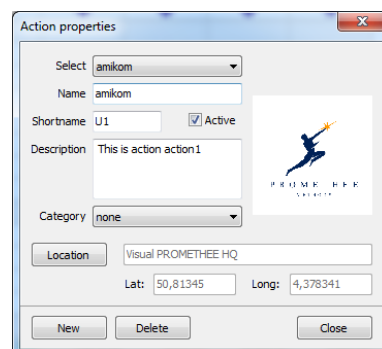 Action properties
Select amikom
Name amikom
Shortname U1 Active
Description This is action action1
PROMETHEE
Category none
Location Visual PROMETHEE HQ
Lat: 50,81345 Long: 4,378341
New Delete Close